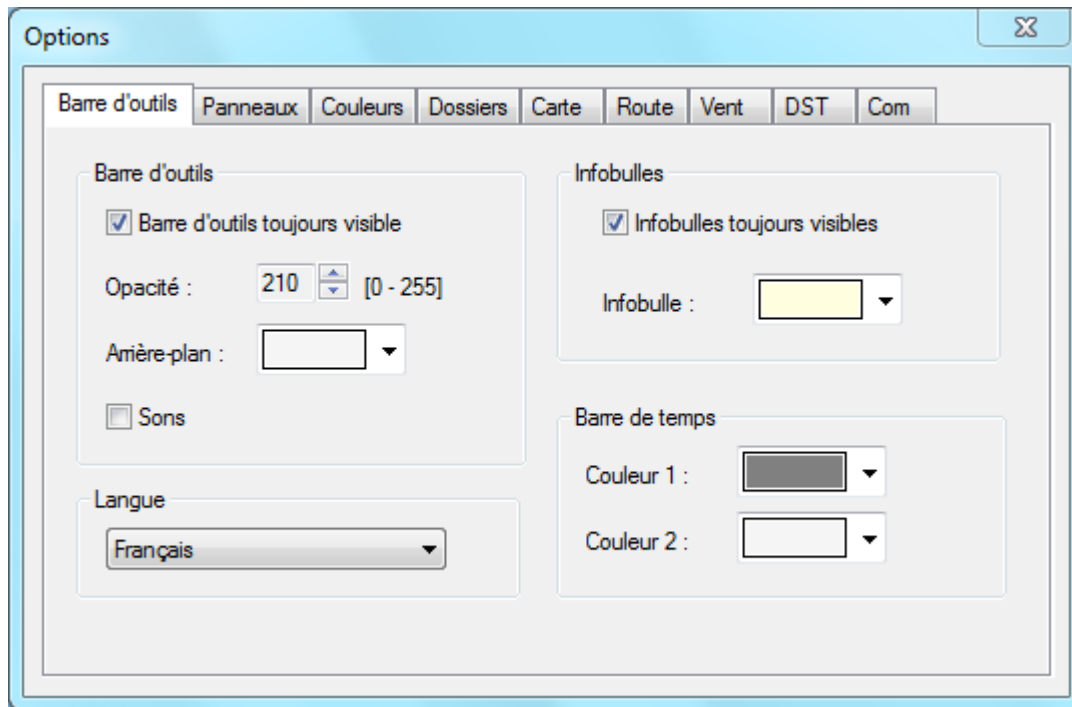 Options
Barre d'outils Panneaux Couleurs Dossiers Carte Route Vent DST Com
Barre d'outils
Barre d'outils toujours visible
Opacité : 210 [0 - 255]
Arrière-plan :
Sons
Langue
Français
Infobulles
Infobulles toujours visibles
Infobulle :
Barre de temps
Couleur 1 :
Couleur 2 :